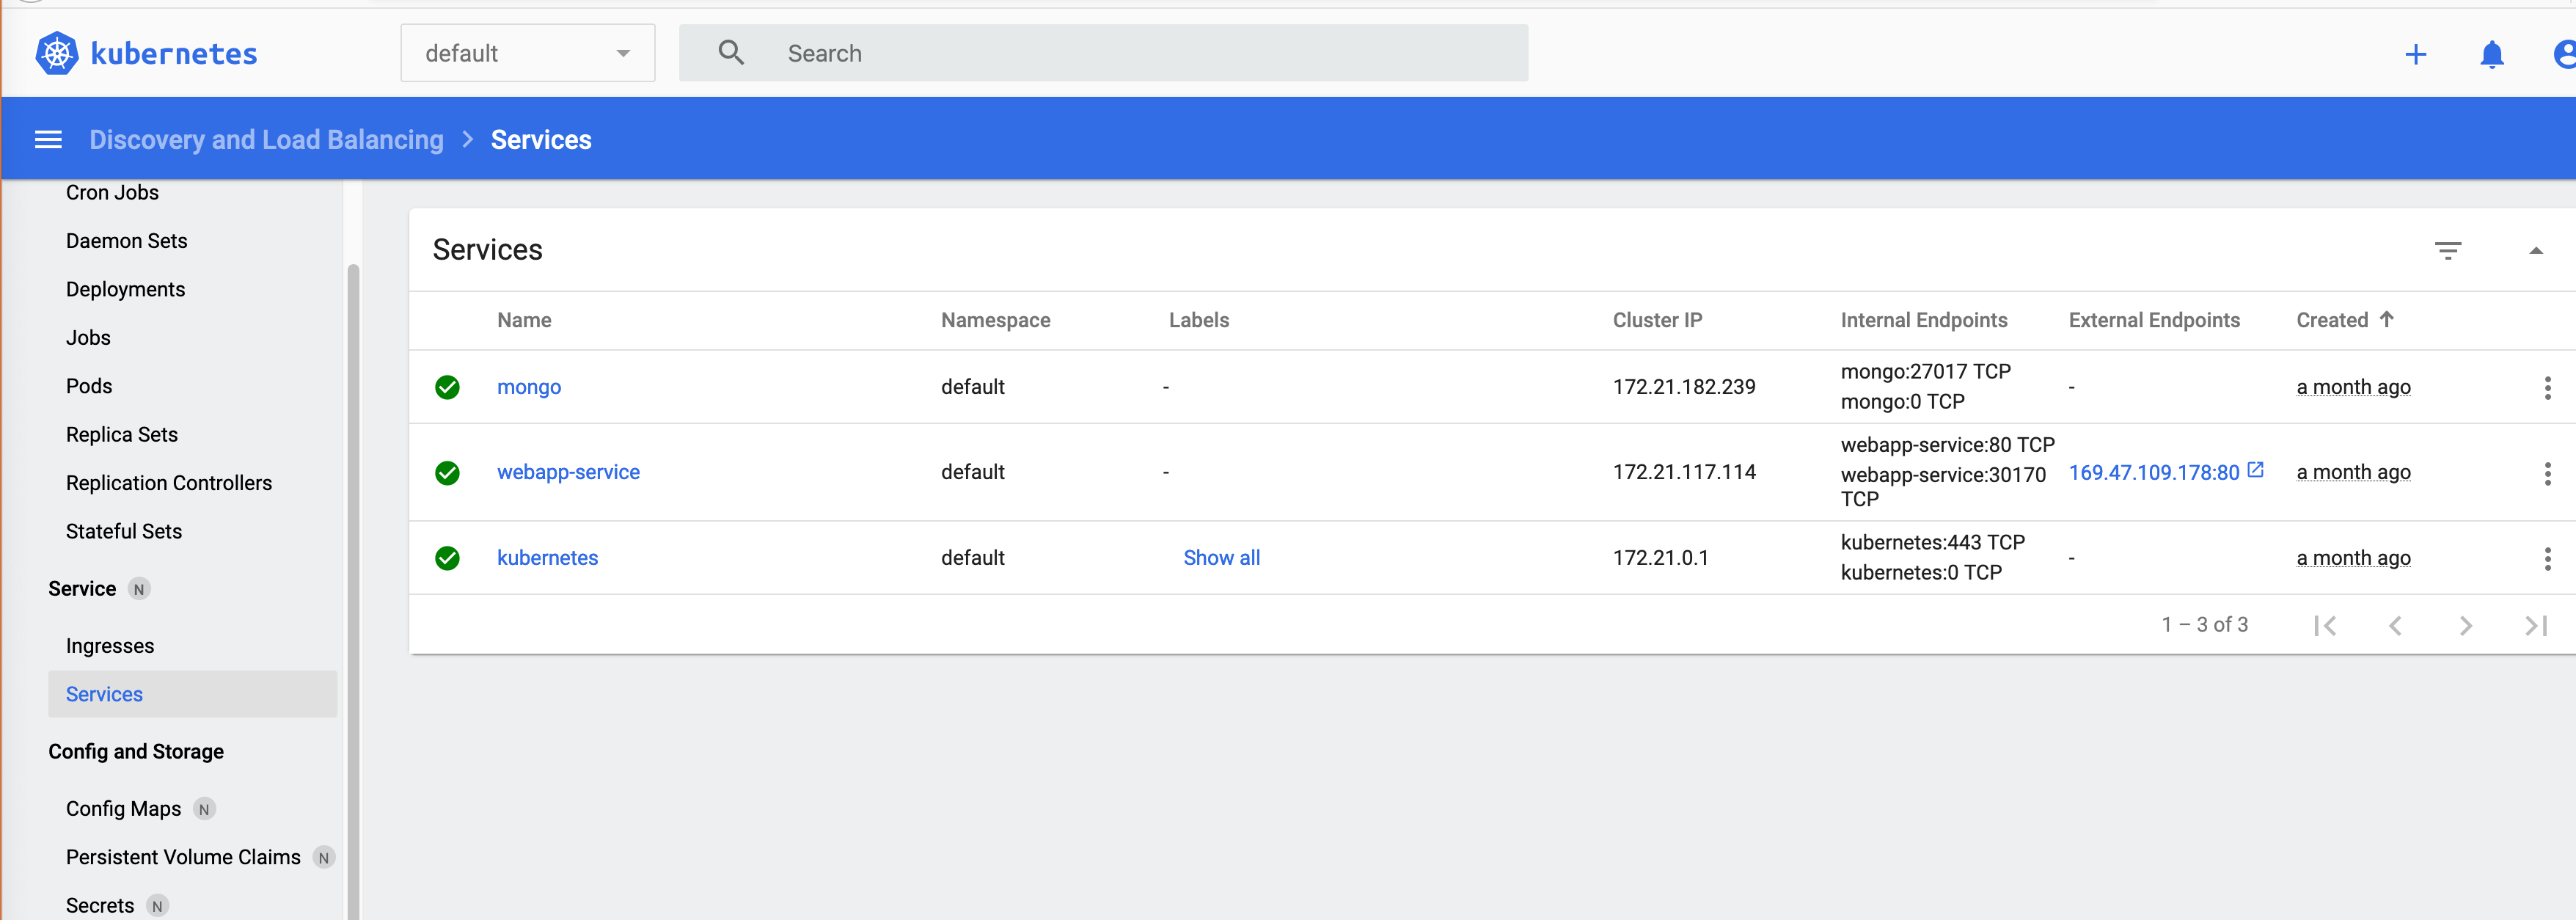 kubernetes
default
Search
Discovery and Load Balancing > Services
Cron Jobs
Daemon Sets
Deployments
Jobs
Pods
Replica Sets
Replication Controllers
Stateful Sets
Service N
Ingresses
Services
Config and Storage
Config Maps N
Persistent Volume Claims N
Secrets N
Services
Name Namespace Labels Cluster IP Internal Endpoints External Endpoints Created
mongo default - 172.21.182.239 mongo:27017 TCP - a month ago
mongo:0 TCP
webapp-service default - 172.21.117.114 webapp-service:80 TCP 169.47.109.178:80 a month ago
webapp-service:30170
TCP
kubernetes default Show all 172.21.0.1 kubernetes:443 TCP - a month ago
kubernetes:0 TCP
1 – 3 of 3